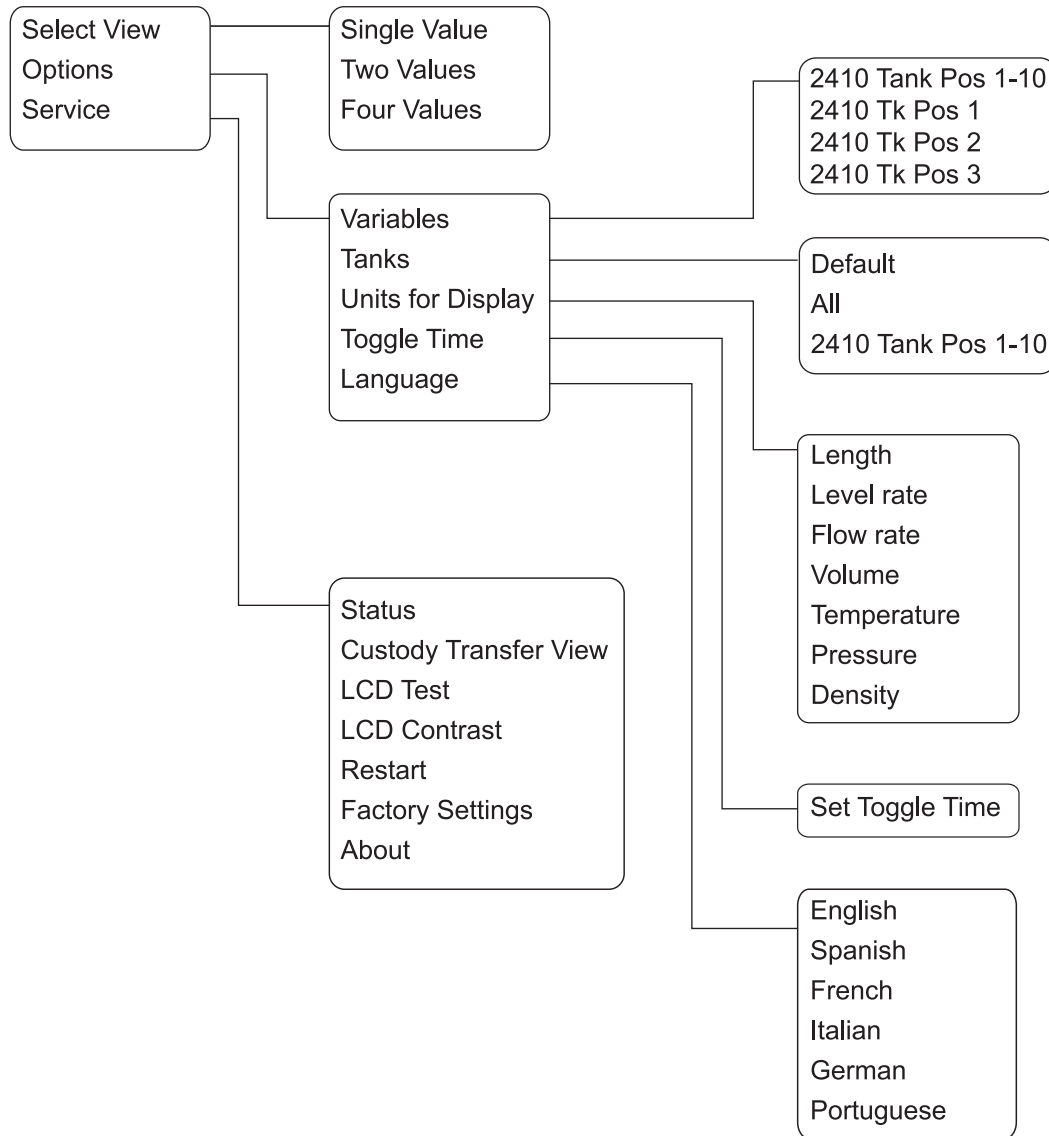 Select View
Options
Service
Single Value
Two Values
Four Values
Variables
Tanks
Units for Display
Toggle Time
Language
Status
Custody Transfer View
LCD Test
LCD Contrast
Restart
Factory Settings
About
2410 Tank Pos 1-10
2410 Tk Pos 1
2410 Tk Pos 2
2410 Tk Pos 3
Default
All
2410 Tank Pos 1-10
Length
Level rate
Flow rate
Volume
Temperature
Pressure
Density
Set Toggle Time
English
Spanish
French
Italian
German
Portuguese